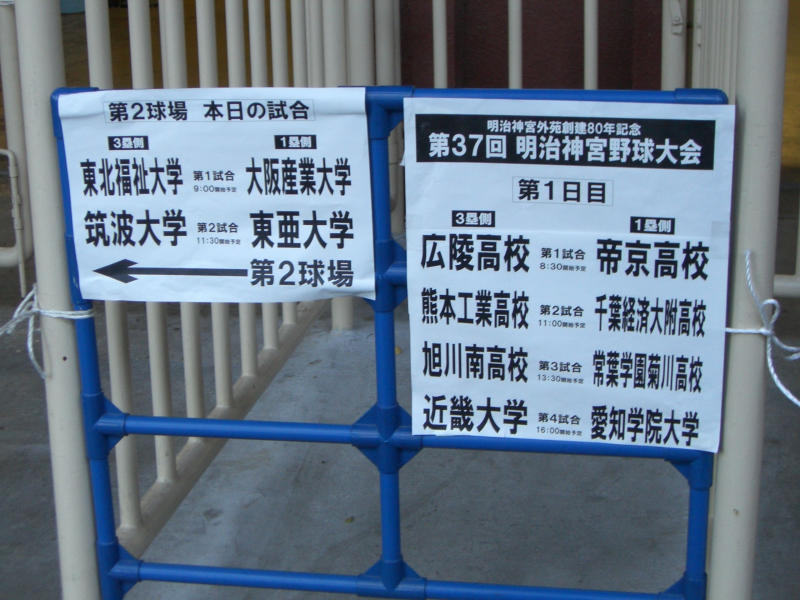 第2球場 本日の試合
3塁側 1塁側
東北福祉大学 第1試合 大阪産業大学
9:00開始予定
筑波大学 第2試合 東亜大学
11:30開始予定
第2球場
明治神宮外苑創建80年記念
第37回 明治神宮野球大会
第1日目
3塁側 1塁側
広陵高校 第1試合 帝京高校
8:30開始予定
熊本工業高校 第2試合 千葉経済大附高校
11:00開始予定
旭川南高校 第3試合 常葉学園菊川高校
13:30開始予定
近畿大学 第4試合 愛知学院大学
16:00開始予定